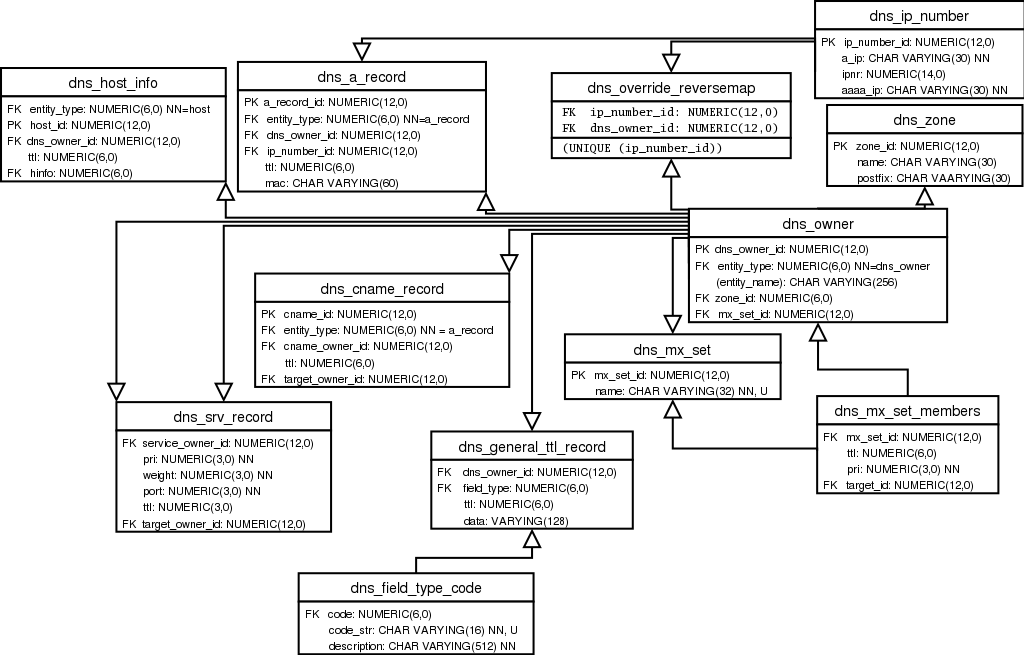 dns_ip_number
PK ip_number_id: NUMERIC(12,0)
a_ip: CHAR VARYING(30) NN
ipnr: NUMERIC(14,0)
aaaa_ip: CHAR VARYING(30) NN
dns_host_info
FK entity_type: NUMERIC(6,0) NN=host
PK host_id: NUMERIC(12,0)
FK dns_owner_id: NUMERIC(12,0)
ttl: NUMERIC(6,0)
FK hinfo: NUMERIC(6,0)
dns_a_record
PK a_record_id: NUMERIC(12,0)
FK entity_type: NUMERIC(6,0) NN=a_record
FK dns_owner_id: NUMERIC(12,0)
FK ip_number_id: NUMERIC(12,0)
ttl: NUMERIC(6,0)
mac: CHAR VARYING(60)
dns_override_reversemap
FK ip_number_id: NUMERIC(12,0)
FK dns_owner_id: NUMERIC(12,0)
(UNIQUE (ip_number_id))
dns_zone
PK zone_id: NUMERIC(12,0)
name: CHAR VARYING(30)
postfix: CHAR VAARYING(30)
dns_owner
PK dns_owner_id: NUMERIC(12,0)
FK entity_type: NUMERIC(6,0) NN=dns_owner
(entity_name): CHAR VARYING(256)
FK zone_id: NUMERIC(6,0)
FK mx_set_id: NUMERIC(12,0)
dns_cname_record
PK cname_id: NUMERIC(12,0)
FK entity_type: NUMERIC(6,0) NN = a_record
FK cname_owner_id: NUMERIC(12,0)
ttl: NUMERIC(6,0)
FK target_owner_id: NUMERIC(12,0)
dns_mx_set
PK mx_set_id: NUMERIC(12,0)
name: CHAR VARYING(32) NN, U
dns_srv_record
FK service_owner_id: NUMERIC(12,0)
pri: NUMERIC(3,0) NN
weight: NUMERIC(3,0) NN
port: NUMERIC(3,0) NN
ttl: NUMERIC(3,0)
FK target_owner_id: NUMERIC(12,0)
dns_general_ttl_record
FK dns_owner_id: NUMERIC(12,0)
FK field_type: NUMERIC(6,0)
ttl: NUMERIC(6,0)
data: VARYING(128)
dns_mx_set_members
FK mx_set_id: NUMERIC(12,0)
ttl: NUMERIC(6,0)
pri: NUMERIC(3,0) NN
FK target_id: NUMERIC(12,0)
dns_field_type_code
FK code: NUMERIC(6,0)
code_str: CHAR VARYING(16) NN, U
description: CHAR VARYING(512) NN